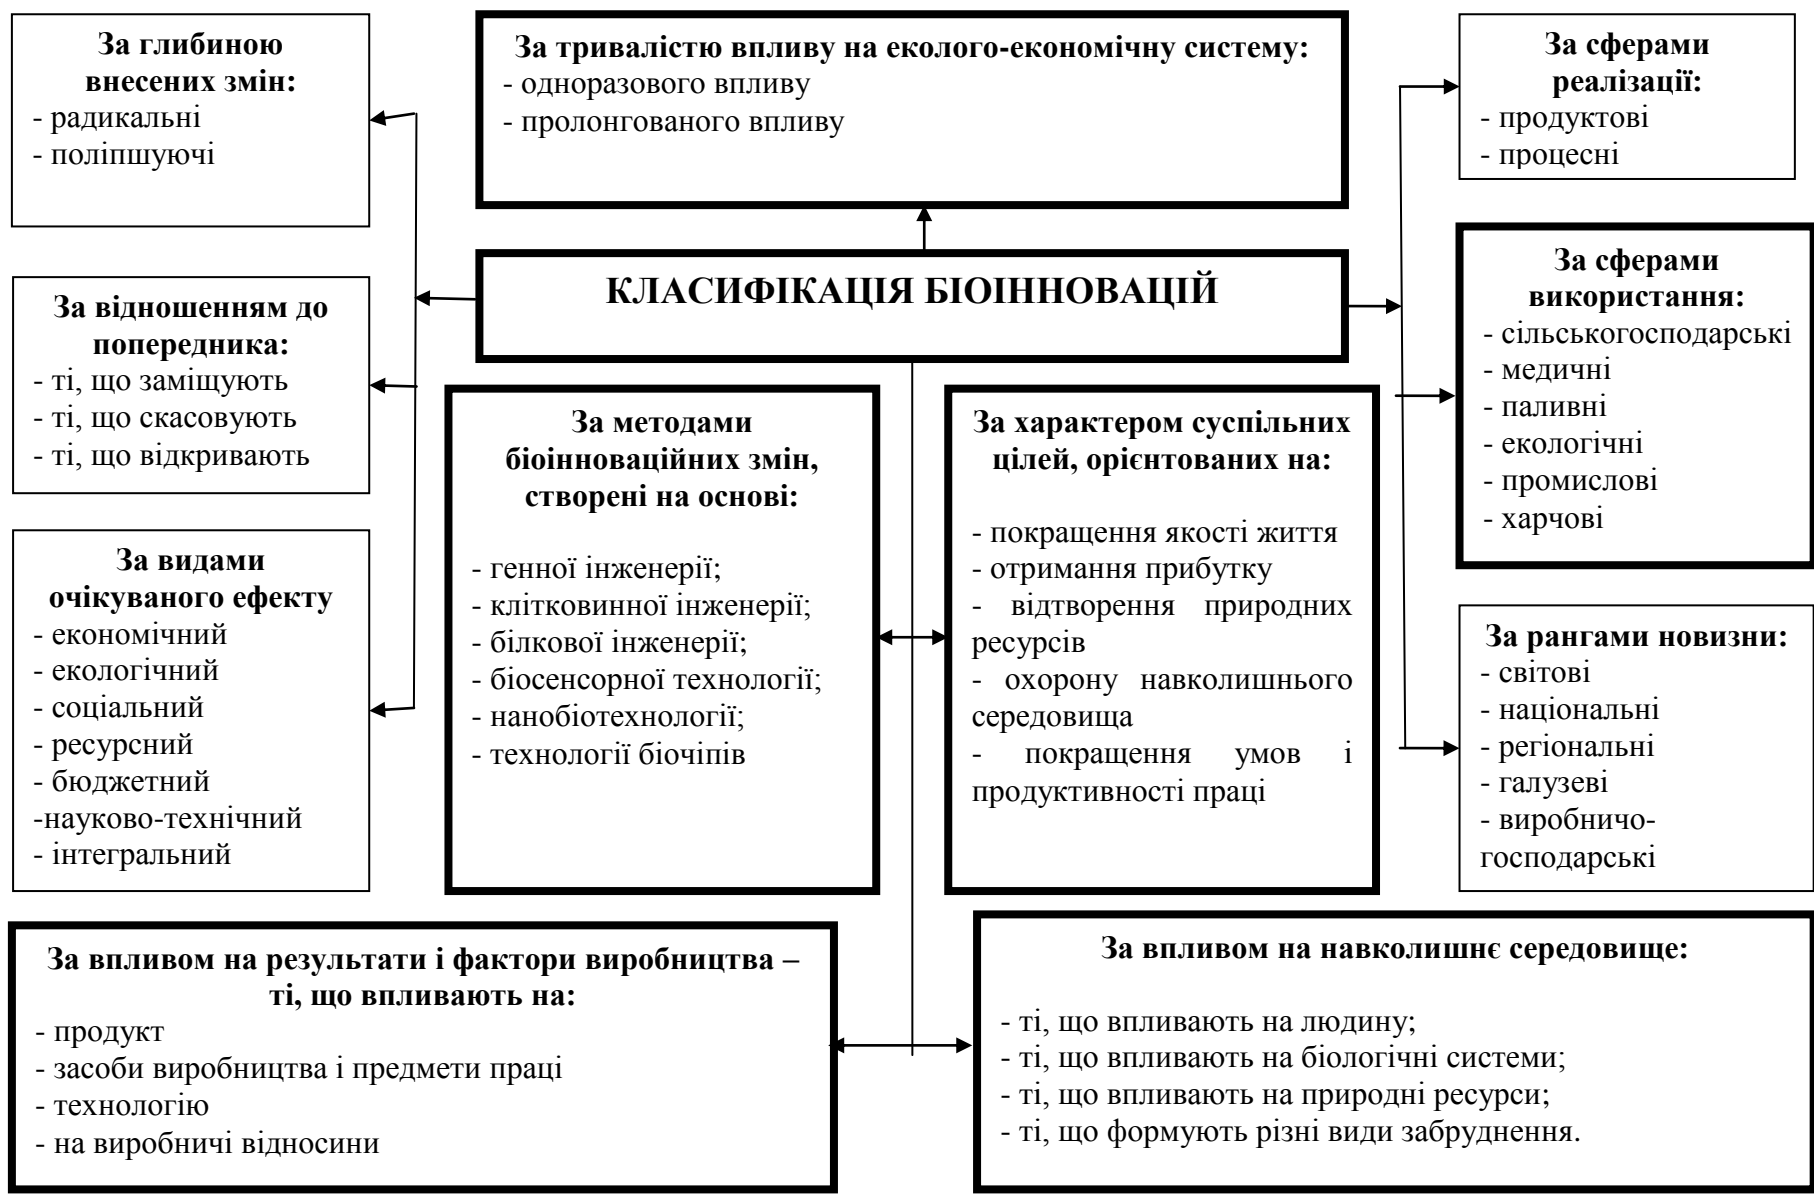 За глибиною
внесених змін:
- радикальні
- поліпшуючі
За тривалістю впливу на еколого-економічну систему:
- одноразового впливу
- пролонгованого впливу
За сферами
реалізації:
- продуктові
- процесні
КЛАСИФІКАЦІЯ БІОІННОВАЦІЙ
За відношенням до
попередника:
- ті, що заміщують
- ті, що скасовують
- ті, що відкривають
За сферами
використання:
- сільськогосподарські
- медичні
- паливні
- екологічні
- промислові
- харчові
За видами
очікуваного ефекту
- економічний
- екологічний
- соціальний
- ресурсний
- бюджетний
-науково-технічний
- інтегральний
За методами
біоінноваційних змін,
створені на основі:
- генної інженерії;
- клітковинної інженерії;
- білкової інженерії;
- біосенсорної технології;
- нанобіотехнології;
- технології біочіпів
За характером суспільних
цілей, орієнтованих на:
- покращення якості життя
- отримання прибутку
- відтворення природних
ресурсів
- охорону навколишнього
середовища
- покращення умов і
продуктивності праці
За рангами новизни:
- світові
- національні
- регіональні
- галузеві
- виробничо-
господарські
За впливом на результати і фактори виробництва –
ті, що впливають на:
- продукт
- засоби виробництва і предмети праці
- технологію
- на виробничі відносини
За впливом на навколишнє середовище:
- ті, що впливають на людину;
- ті, що впливають на біологічні системи;
- ті, що впливають на природні ресурси;
- ті, що формують різні види забруднення.